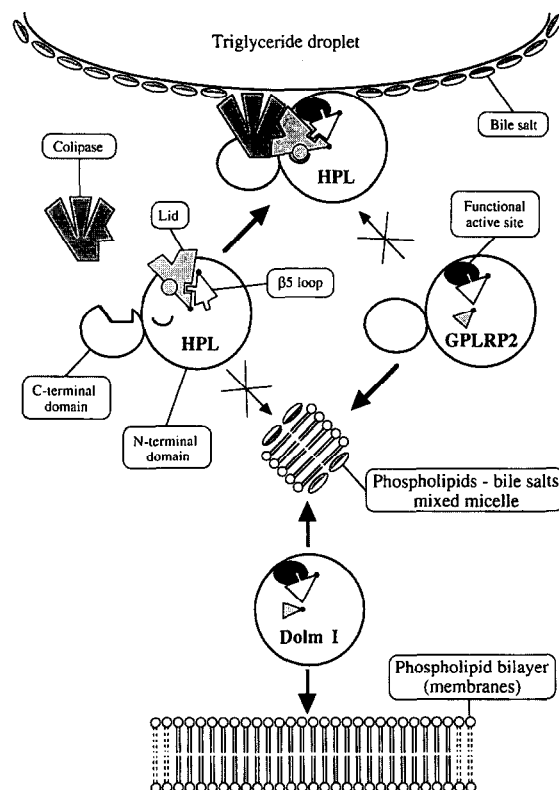 Triglyceride droplet
Bile salt
Colipase
HPL
Lid
Functional
active site
β5 loop
HPL
GPLRP2
C-terminal
domain
N-terminal
domain
Phospholipids - bile salts
mixed micelle
Dolm I
Phospholipid bilayer
(membranes)